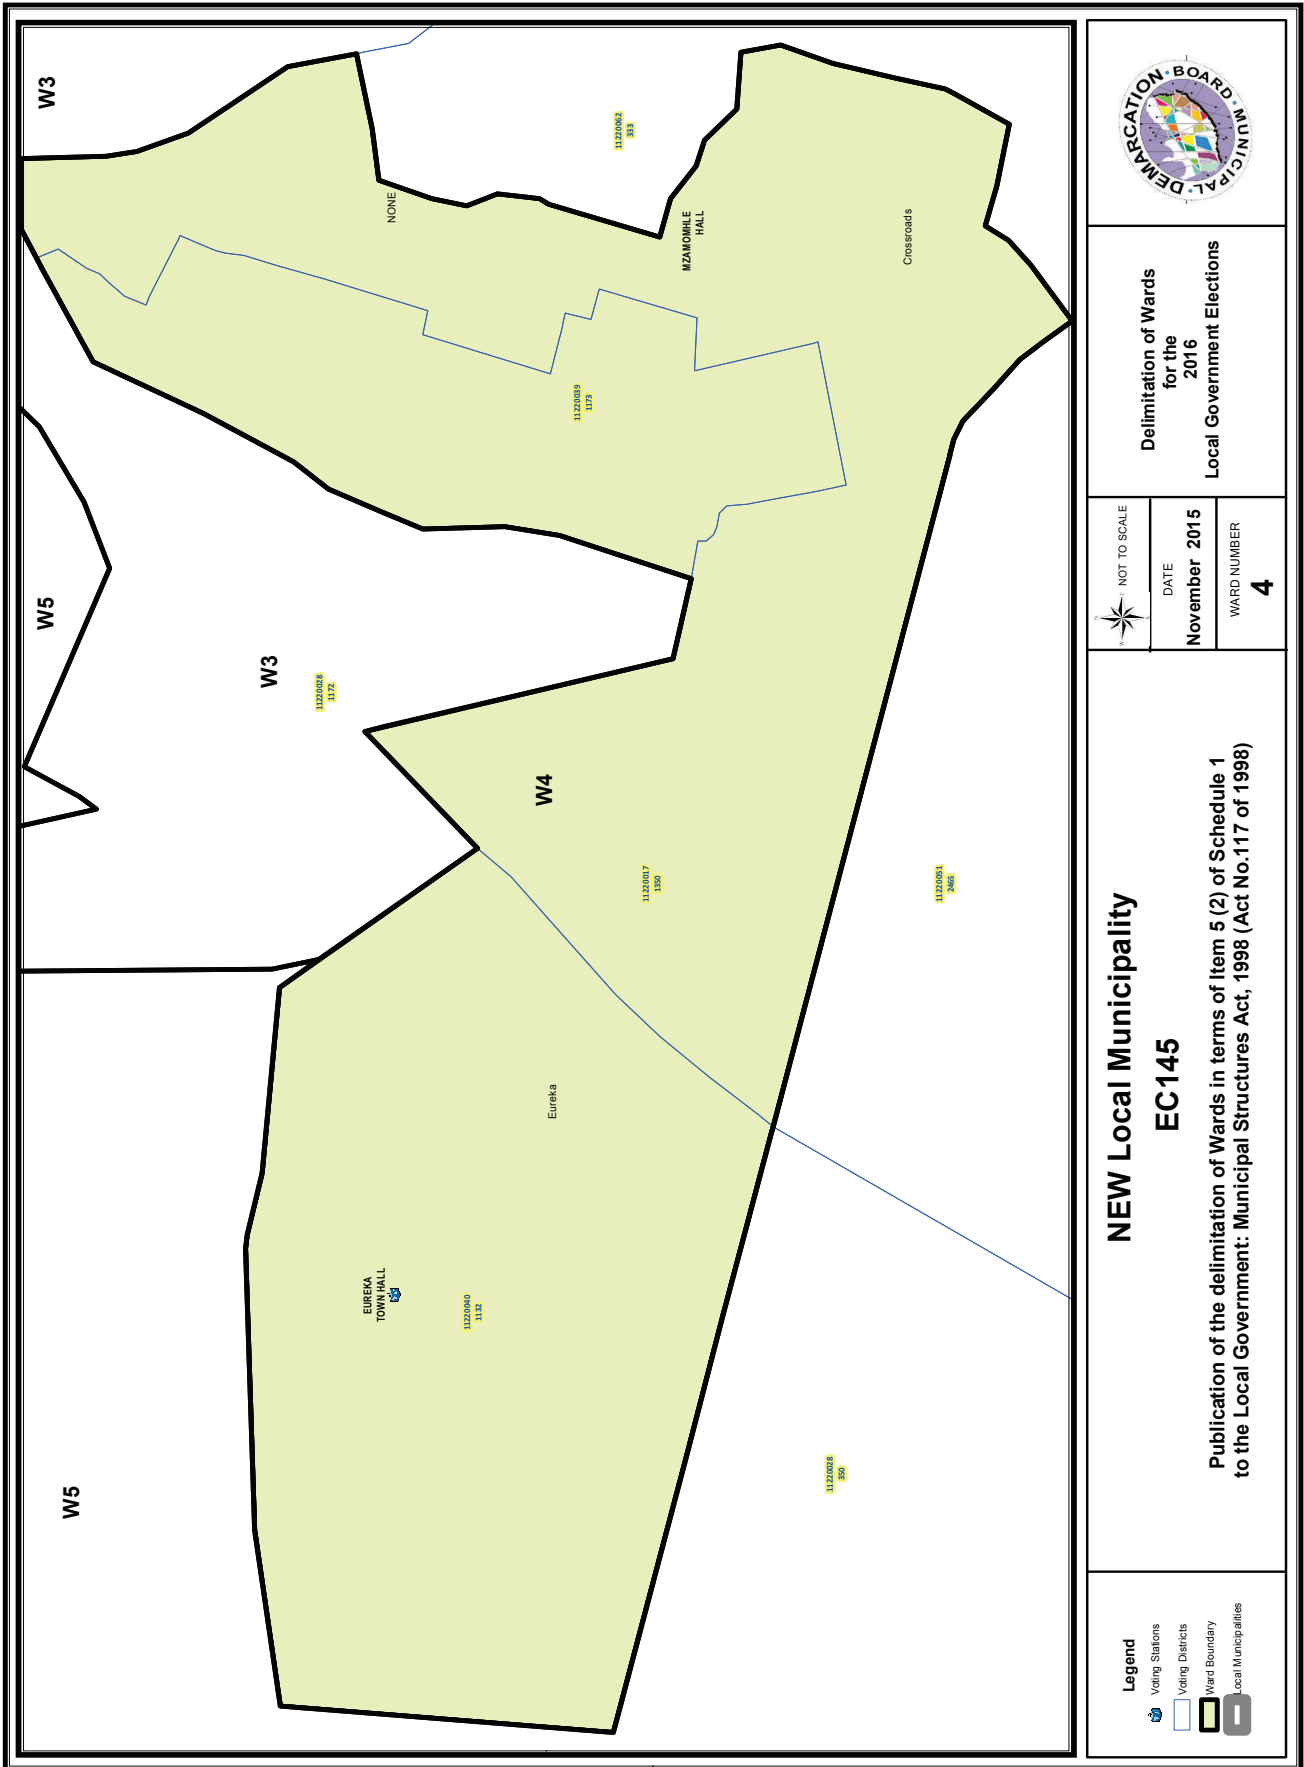 W3
W5
W3
W5
W4
11220062
333
NONE
MZAMOMHLE
HALL
Crossroads
11220039
1173
11220028
1172
11220017
1350
11220051
2465
Eureka
EUREKA
TOWN HALL
11220040
1132
11220028
350
Legend
Voting Stations
Voting Districts
Ward Boundary
Local Municipalities
NEW Local Municipality
EC145
Publication of the delimitation of Wards in terms of Item 5 (2) of Schedule 1
to the Local Government: Municipal Structures Act, 1998 (Act No.117 of 1998)
N
W
E
S
NOT TO SCALE
DATE
November 2015
WARD NUMBER
4
Delimitation of Wards
for the
2016
Local Government Elections
MUNICIPAL · DEMARCATION · BOARD ·